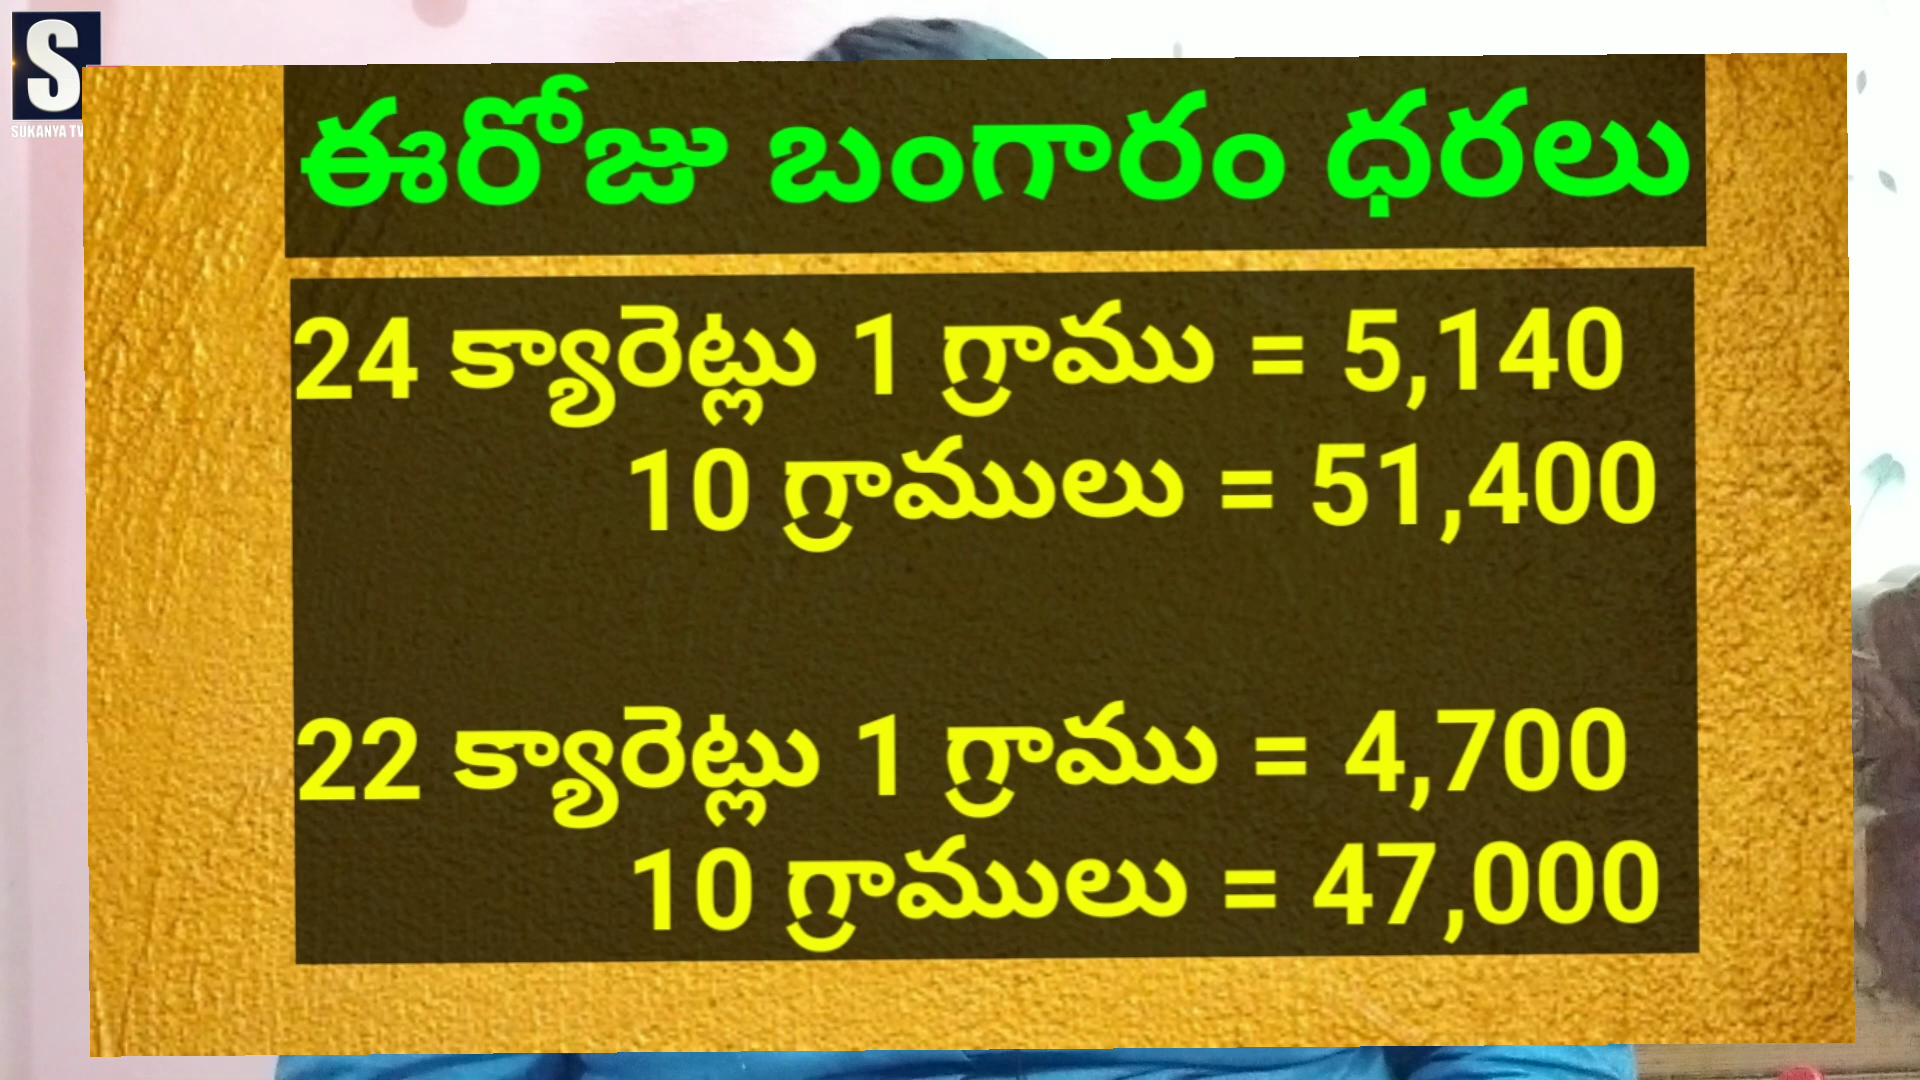 S
SUKANYA TV
ఈరోజు బంగారం ధరలు
24 క్యారెట్లు 1 గ్రాము = 5,140
10 గ్రాములు = 51,400
22 క్యారెట్లు 1 గ్రాము = 4,700
10 గ్రాములు = 47,000